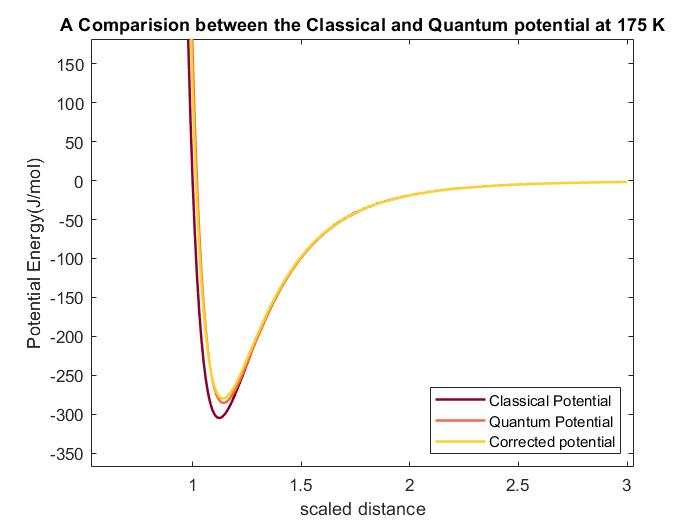 A Comparision between the Classical and Quantum potential at 175 K
150
100
50
0
-50
-100
-150
-200
-250
-300
-350
Potential Energy(J/mol)
Classical Potential
Quantum Potential
Corrected potential
1
1.5
2
2.5
3
scaled distance